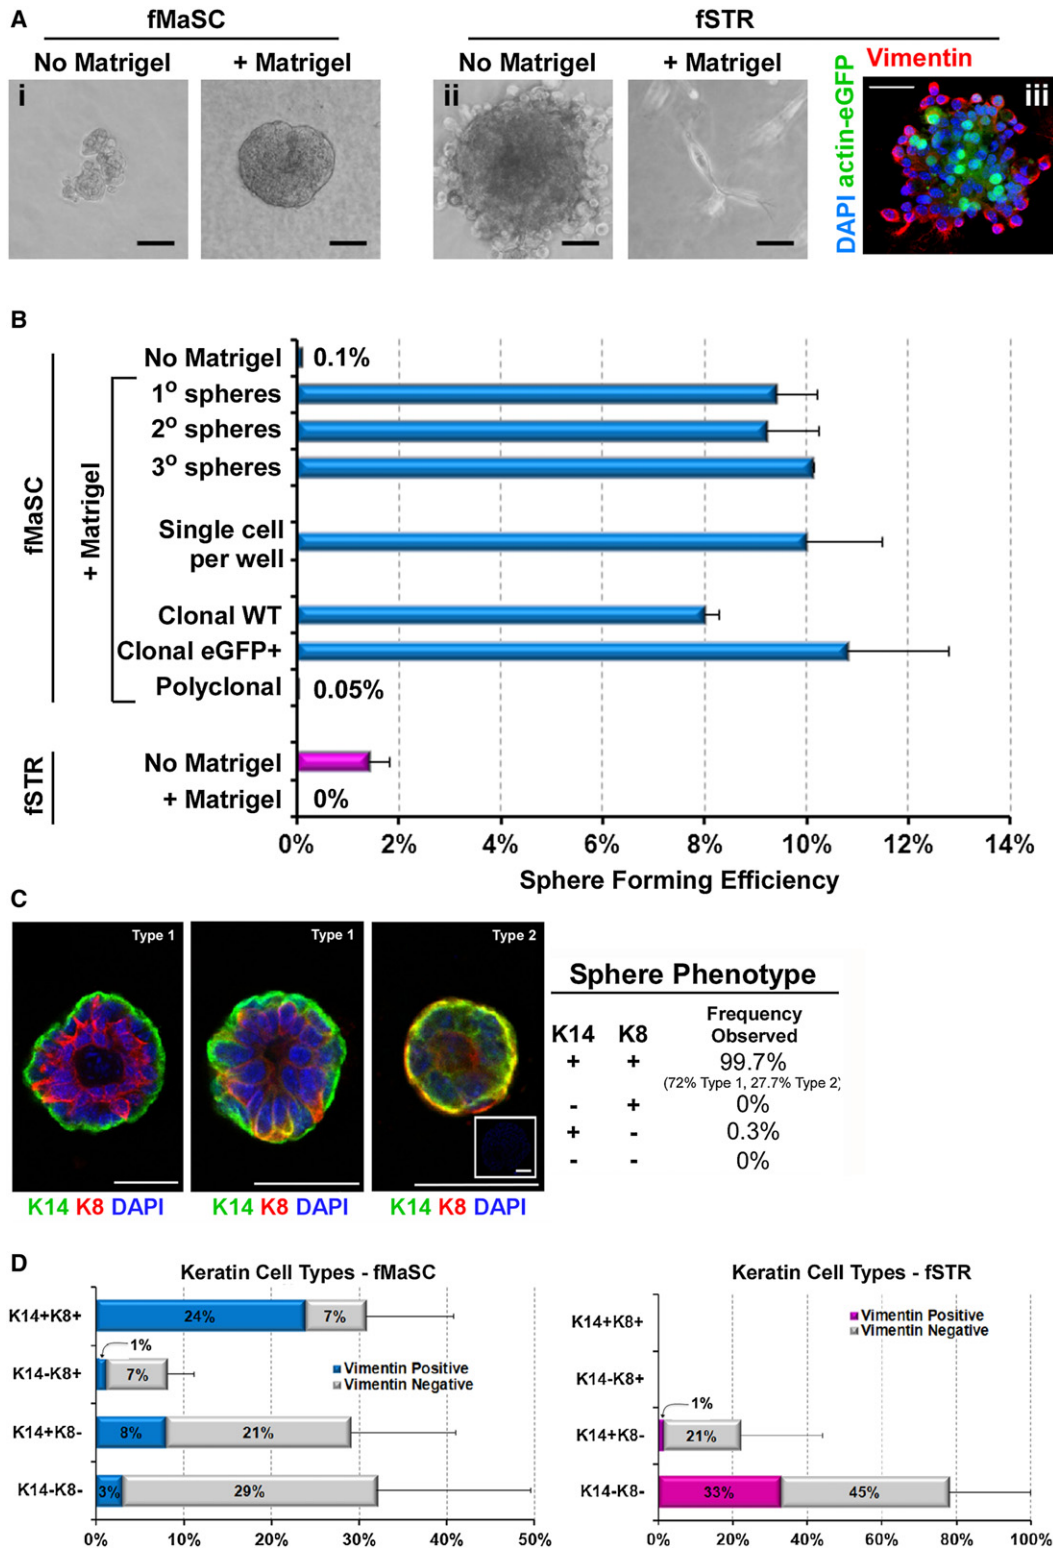 A
fMaSC
fSTR
No Matrigel
+ Matrigel
No Matrigel
+ Matrigel
i
ii
iii
Vimentin
DAPI actin-eGFP
B
fMaSC
+ Matrigel
No Matrigel
0.1%
1º spheres
2º spheres
3º spheres
Single cell
per well
Clonal WT
Clonal eGFP+
Polyclonal
0.05%
fSTR
No Matrigel
+ Matrigel
0%
0% 2% 4% 6% 8% 10% 12% 14%
Sphere Forming Efficiency
C
Type 1
Type 1
Type 2
K14 K8 DAPI
K14 K8 DAPI
K14 K8 DAPI
Sphere Phenotype
K14 K8 Frequency
Observed
+ + 99.7%
(72% Type 1, 27.7% Type 2)
- + 0%
+ - 0.3%
- - 0%
D
Keratin Cell Types - fMaSC
K14+K8+
24% 7%
1%
K14-K8+
7%
Vimentin Positive
Vimentin Negative
K14+K8-
8% 21%
K14-K8-
3% 29%
0% 10% 20% 30% 40% 50%
Keratin Cell Types - fSTR
K14+K8+
Vimentin Positive
Vimentin Negative
K14-K8+
1%
K14+K8-
21%
K14-K8-
33% 45%
0% 20% 40% 60% 80% 100%